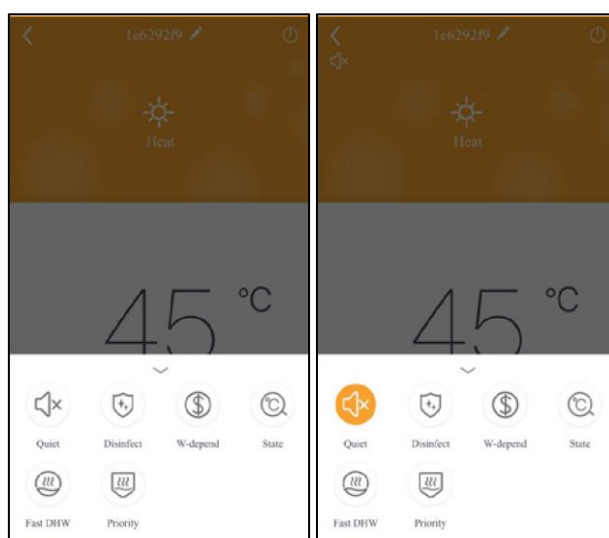 1e6292f9
Heat
45 °C
Quiet Disinfect W-depend State
Fast DHW Priority
1e6292f9
Heat
45 °C
Quiet Disinfect W-depend State
Fast DHW Priority